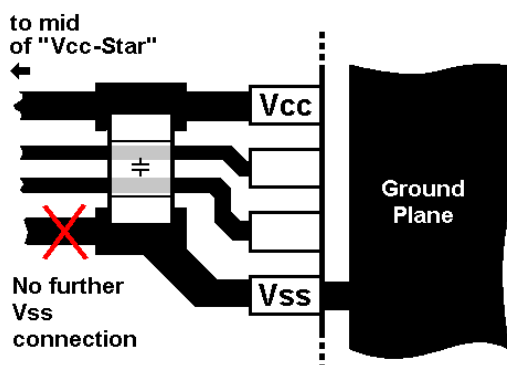 to mid
of "Vcc-Star"
Vcc
Ground
Plane
Vss
No further
Vss
connection